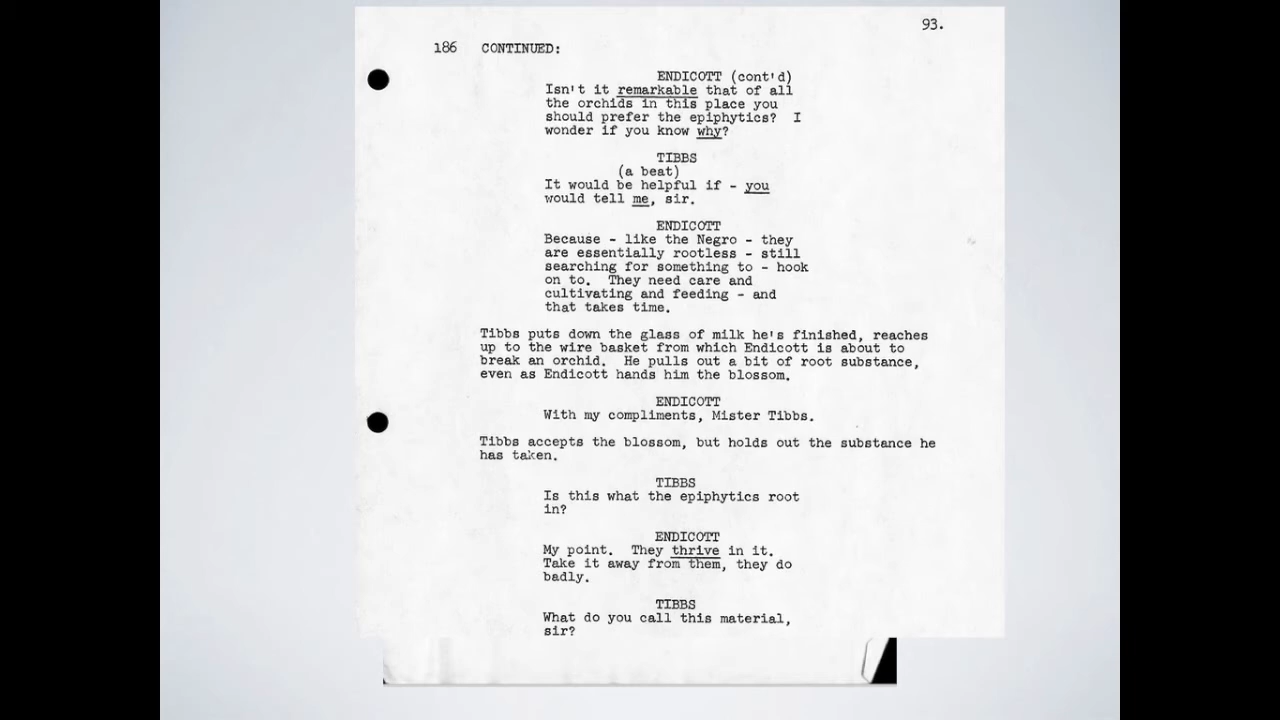 93.
186 CONTINUED:
ENDICOTT (cont'd)
Isn't it remarkable that of all
the orchids in this place you
should prefer the epiphytics? I
wonder if you know why?
TIBBS
(a beat)
It would be helpful if - you
would tell me, sir.
ENDICOTT
Because - like the Negro - they
are essentially rootless - still
searching for something to - hook
on to. They need care and
cultivating and feeding - and
that takes time.
Tibbs puts down the glass of milk he's finished, reaches
up to the wire basket from which Endicott is about to
break an orchid. He pulls out a bit of root substance,
even as Endicott hands him the blossom.
ENDICOTT
With my compliments, Mister Tibbs.
Tibbs accepts the blossom, but holds out the substance he
has taken.
TIBBS
Is this what the epiphytics root
in?
ENDICOTT
My point. They thrive in it.
Take it away from them, they do
badly.
TIBBS
What do you call this material,
sir?